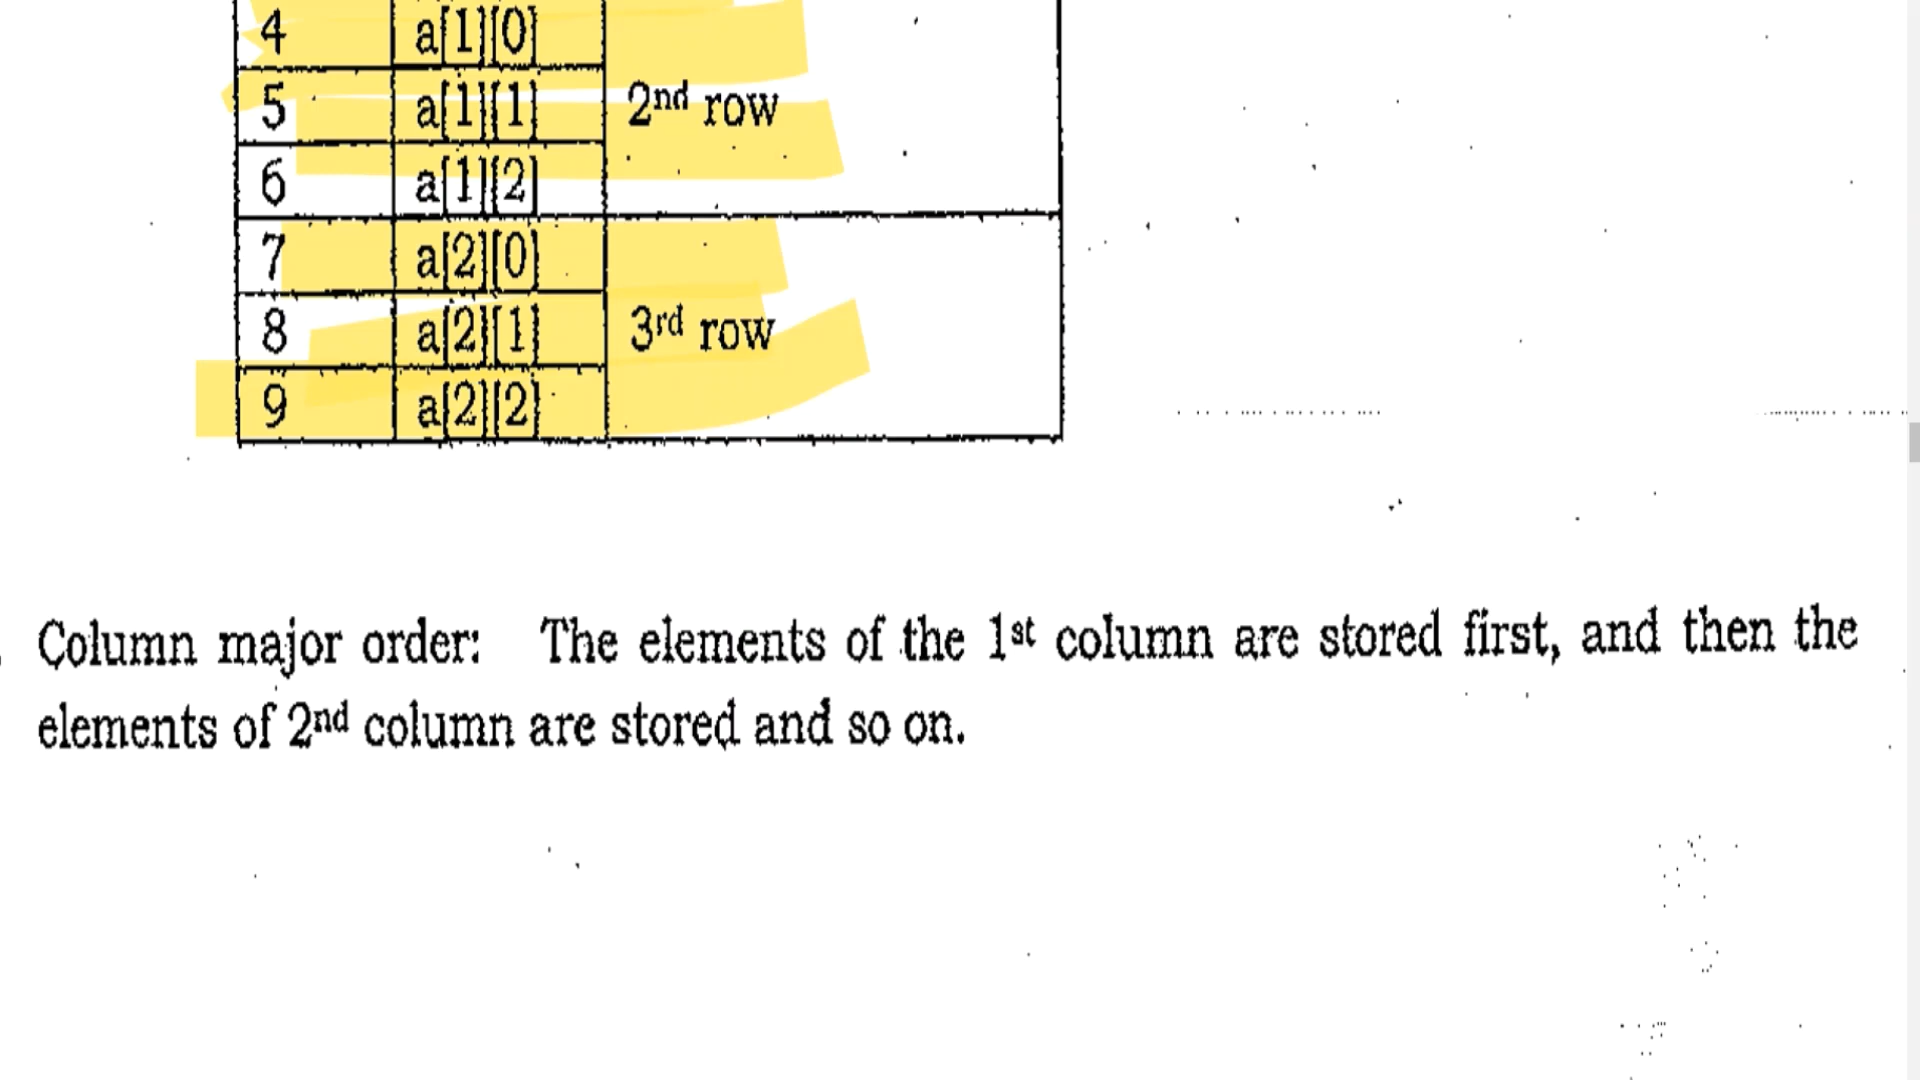 4 a[1][0]
5 a[1][1] 2nd row
6 a[1][2]
7 a[2][0]
8 a[2][1] 3rd row
9 a[2][2]
Column major order: The elements of the 1st column are stored first, and then the
elements of 2nd column are stored and so on.